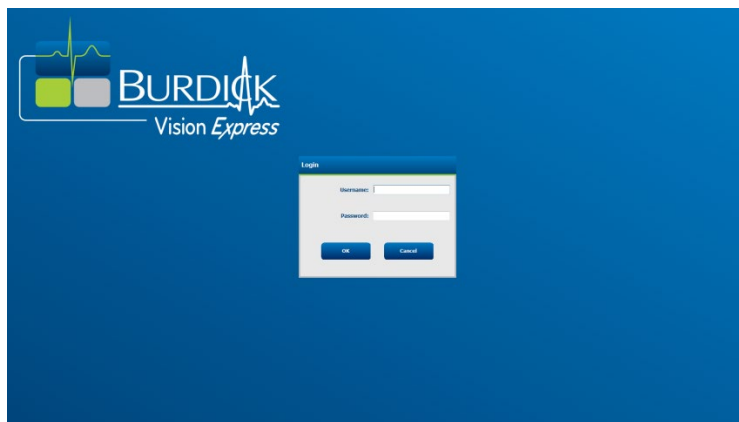 BURDICK
Vision Express
Login
Username:
Password:
OK
Cancel